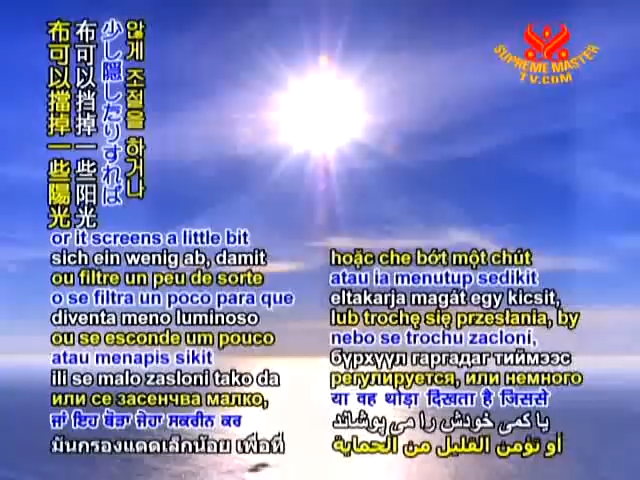 SUPREME MASTER
TV.COM
布可以擋掉一些陽光
布可以挡掉一些阳光
少し隠したりすれば
않게 조절을 하거나
or it screens a little bit
sich ein wenig ab, damit
ou filtre un peu de sorte
o se filtra un poco para que
diventa meno luminoso
ou se esconde um pouco
atau menapis sikit
ili se malo zasloni tako da
или се засенчва малко,
ਜਾਂ ਇਹ ਥੋੜਾ ਜੇਹਾ ਸਕਰੀਨ ਕਰ
มันกรองแดดเล็กน้อย เพื่อที่
hoặc che bớt một chút
atau ia menutup sedikit
eltakarja magát egy kicsit,
lub trochę się przesłania, by
nebo se trochu zacloní,
бүрхүүл гаргадаг тиймээс
регулируется, или немного
या वह थोड़ा दिखता है जिससे
یا کمی خودش را می پوشاند
أو تؤمن القليل من الحماية